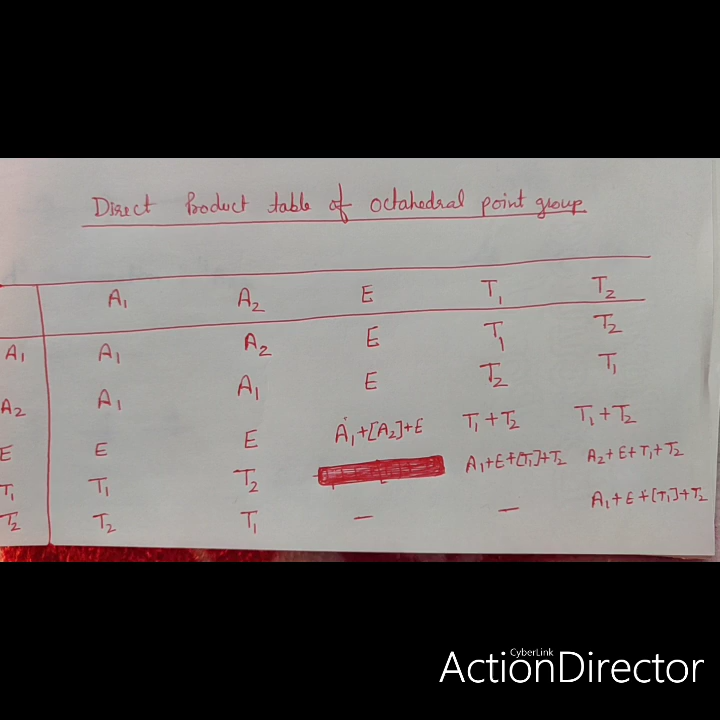 Direct Product table of octahedral point group
A₁ A₂ E T₁ T₂
A₁ A₁ A₂ E T₁ T₂
A₂ A₁ A₁ E T₂ T₁
E E E A₁+[A₂]+E T₁+T₂ T₁+T₂
T₁ T₁ T₂ A₁+E+[T₁]+T₂ A₂+E+T₁+T₂
T₂ T₂ T₁ — — A₁+E+[T₁]+T₂
CyberLink
ActionDirector